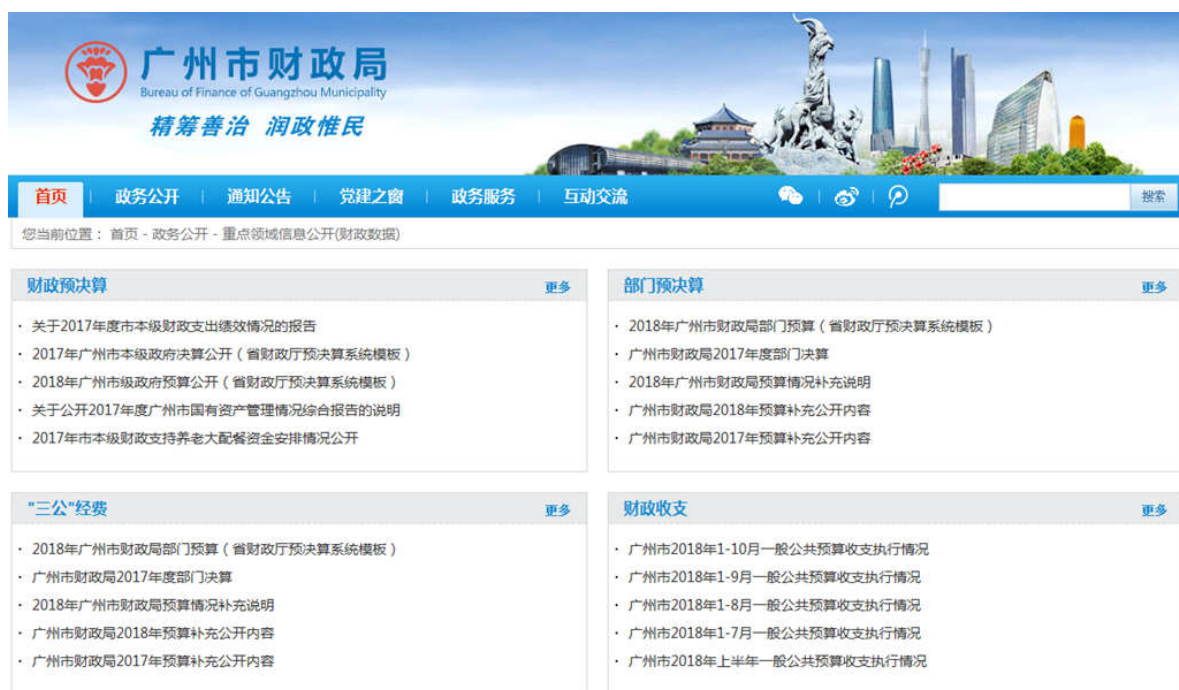 广州市财政局
Bureau of Finance of Guangzhou Municipality
精筹善治 润政惟民
首页 政务公开 通知公告 党建之窗 政务服务 互动交流 搜索
您当前位置： 首页 - 政务公开 - 重点领域信息公开(财政数据)
财政预决算 更多
· 关于2017年度市本级财政支出绩效情况的报告
· 2017年广州市本级政府决算公开（省财政厅预决算系统模板）
· 2018年广州市级政府预算公开（省财政厅预决算系统模板）
· 关于公开2017年度广州市国有资产管理情况综合报告的说明
· 2017年市本级财政支持养老大配餐资金安排情况公开
部门预决算 更多
· 2018年广州市财政局部门预算（省财政厅预决算系统模板）
· 广州市财政局2017年度部门决算
· 2018年广州市财政局预算情况补充说明
· 广州市财政局2018年预算补充公开内容
· 广州市财政局2017年预算补充公开内容
"三公"经费 更多
· 2018年广州市财政局部门预算（省财政厅预决算系统模板）
· 广州市财政局2017年度部门决算
· 2018年广州市财政局预算情况补充说明
· 广州市财政局2018年预算补充公开内容
· 广州市财政局2017年预算补充公开内容
财政收支 更多
· 广州市2018年1-10月一般公共预算收支执行情况
· 广州市2018年1-9月一般公共预算收支执行情况
· 广州市2018年1-8月一般公共预算收支执行情况
· 广州市2018年1-7月一般公共预算收支执行情况
· 广州市2018年上半年一般公共预算收支执行情况